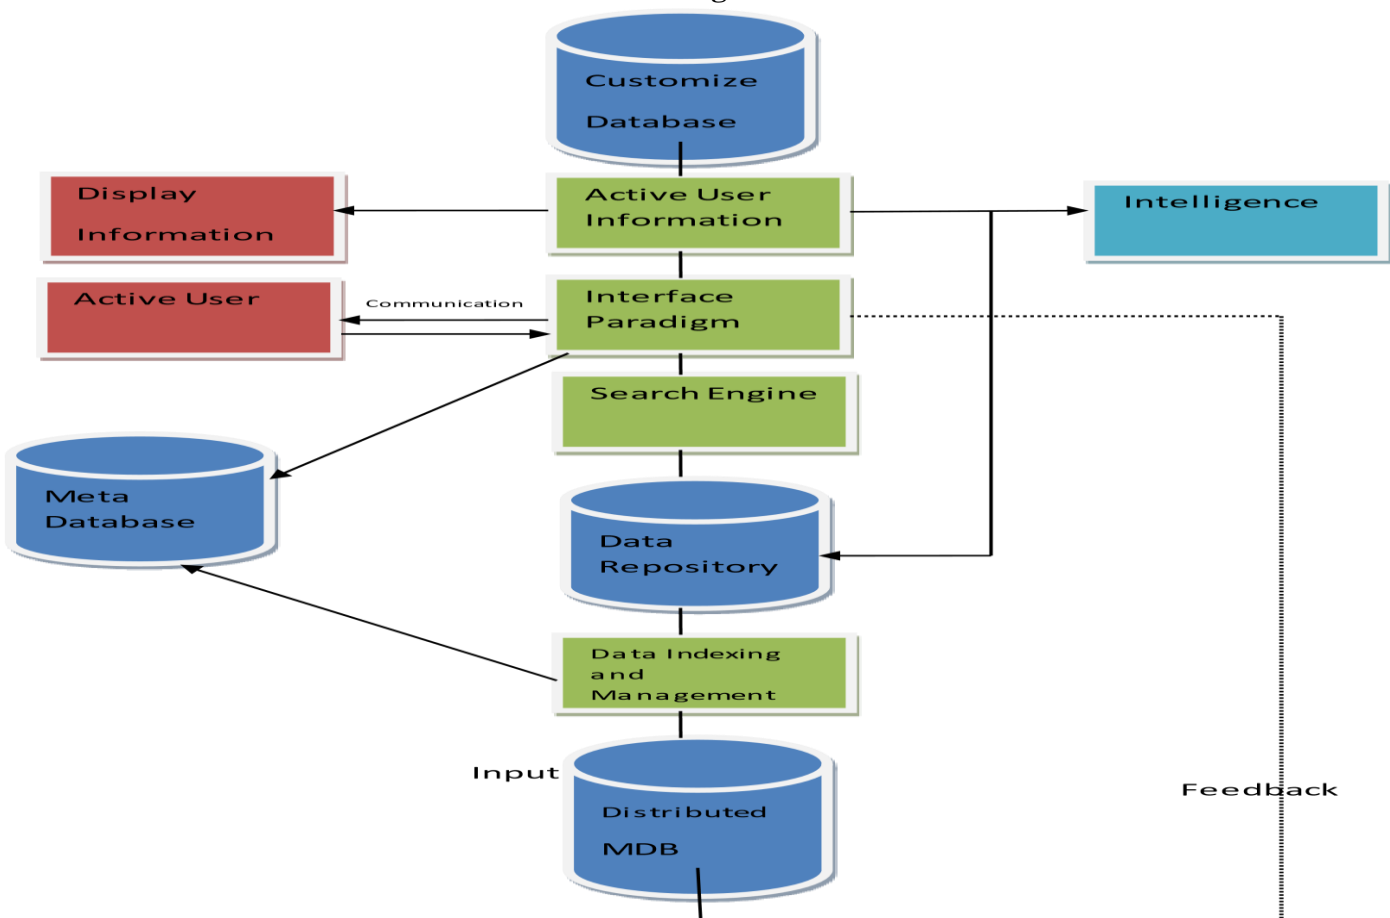 Customize
Database
Display
Information
Active User
Information
Intelligence
Active User
Communication
Interface
Paradigm
Search Engine
Meta
Database
Data
Repository
Data Indexing
and
Management
Input
Distributed
MDB
Feedback